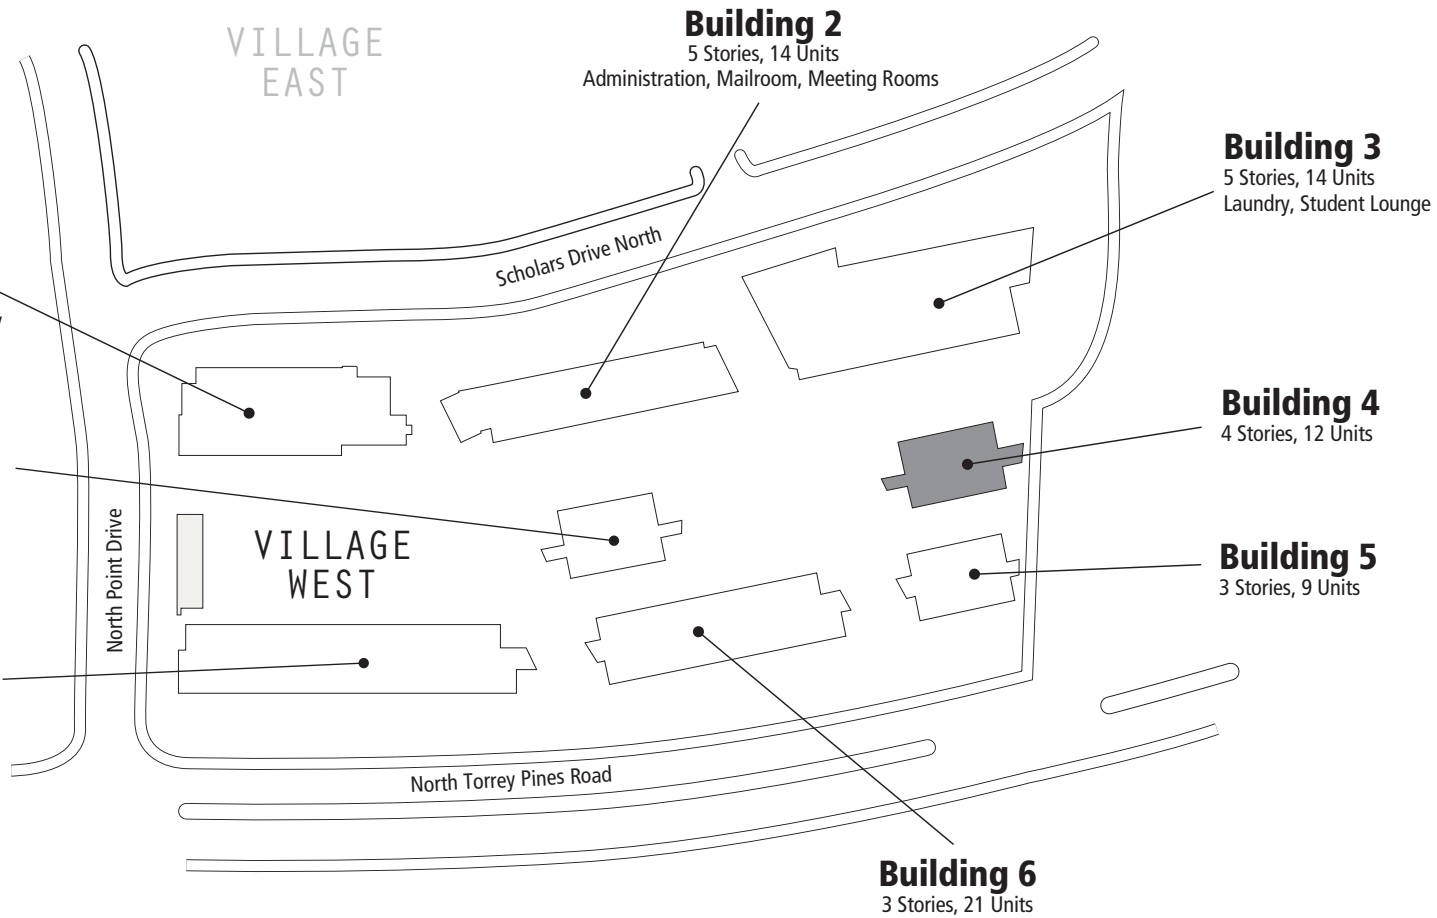 VILLAGE
EAST
Building 2
5 Stories, 14 Units
Administration, Mailroom, Meeting Rooms
Building 3
5 Stories, 14 Units
Laundry, Student Lounge
Scholars Drive North
Building 4
4 Stories, 12 Units
North Point Drive
VILLAGE
WEST
Building 5
3 Stories, 9 Units
North Torrey Pines Road
Building 6
3 Stories, 21 Units